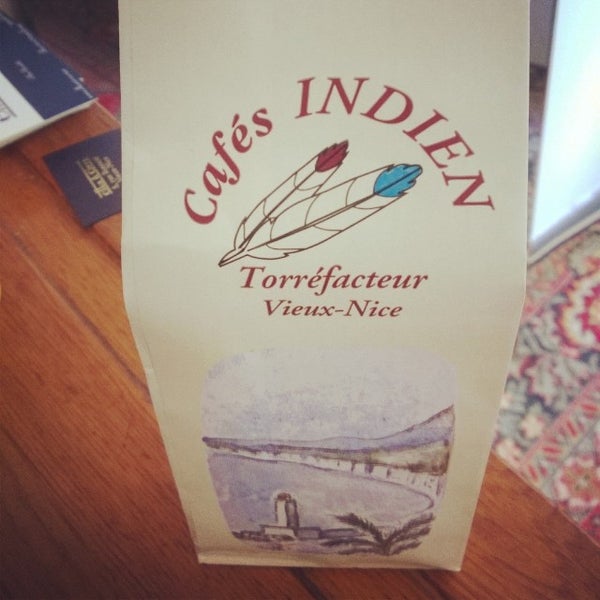 Cafés INDIEN
Torréfacteur
Vieux-Nice